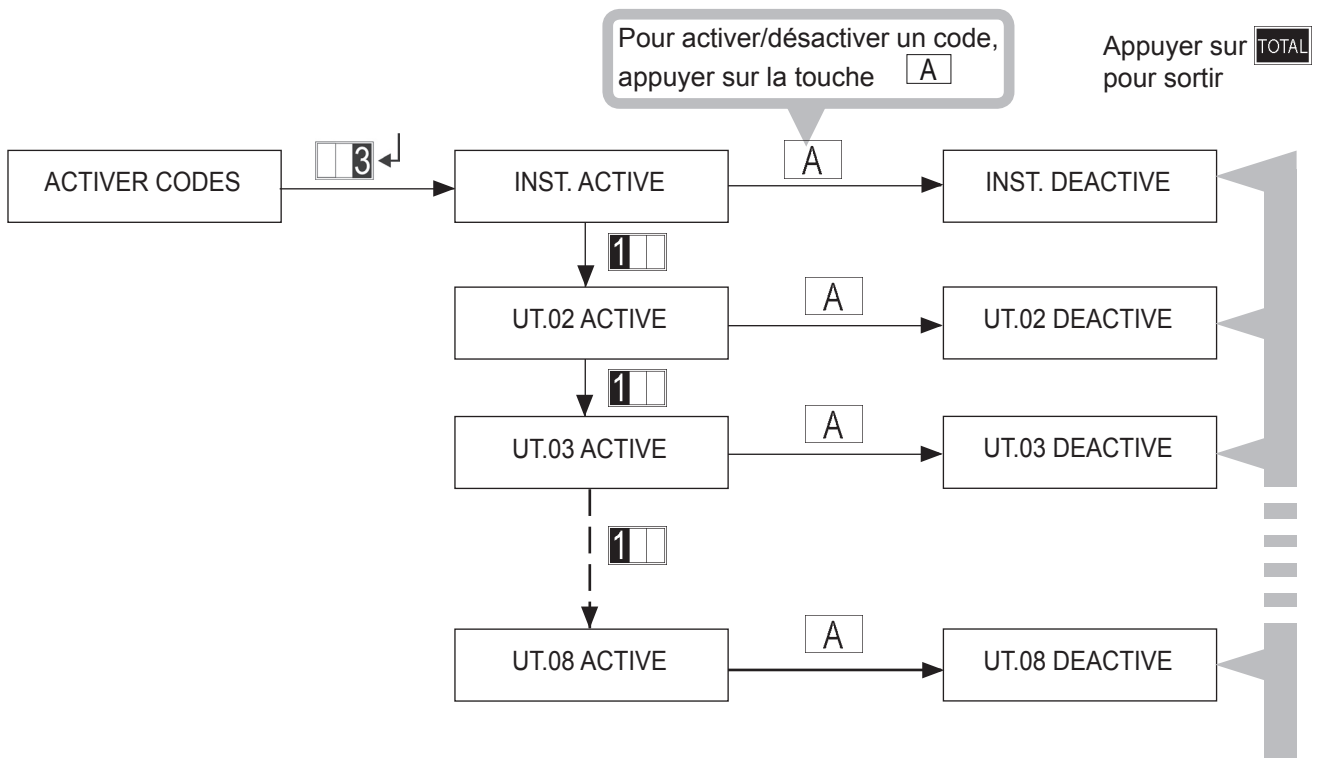 Pour activer/désactiver un code,
appuyer sur la touche A
Appuyer sur TOTAL
pour sortir
ACTIVER CODES
3
INST. ACTIVE
A
INST. DEACTIVE
1
UT.02 ACTIVE
A
UT.02 DEACTIVE
1
UT.03 ACTIVE
A
UT.03 DEACTIVE
1
UT.08 ACTIVE
A
UT.08 DEACTIVE